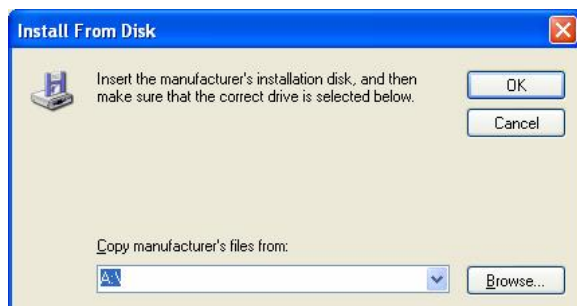 Install From Disk
Insert the manufacturer's installation disk, and then
make sure that the correct drive is selected below.
OK
Cancel
Copy manufacturer's files from:
A:\
Browse...